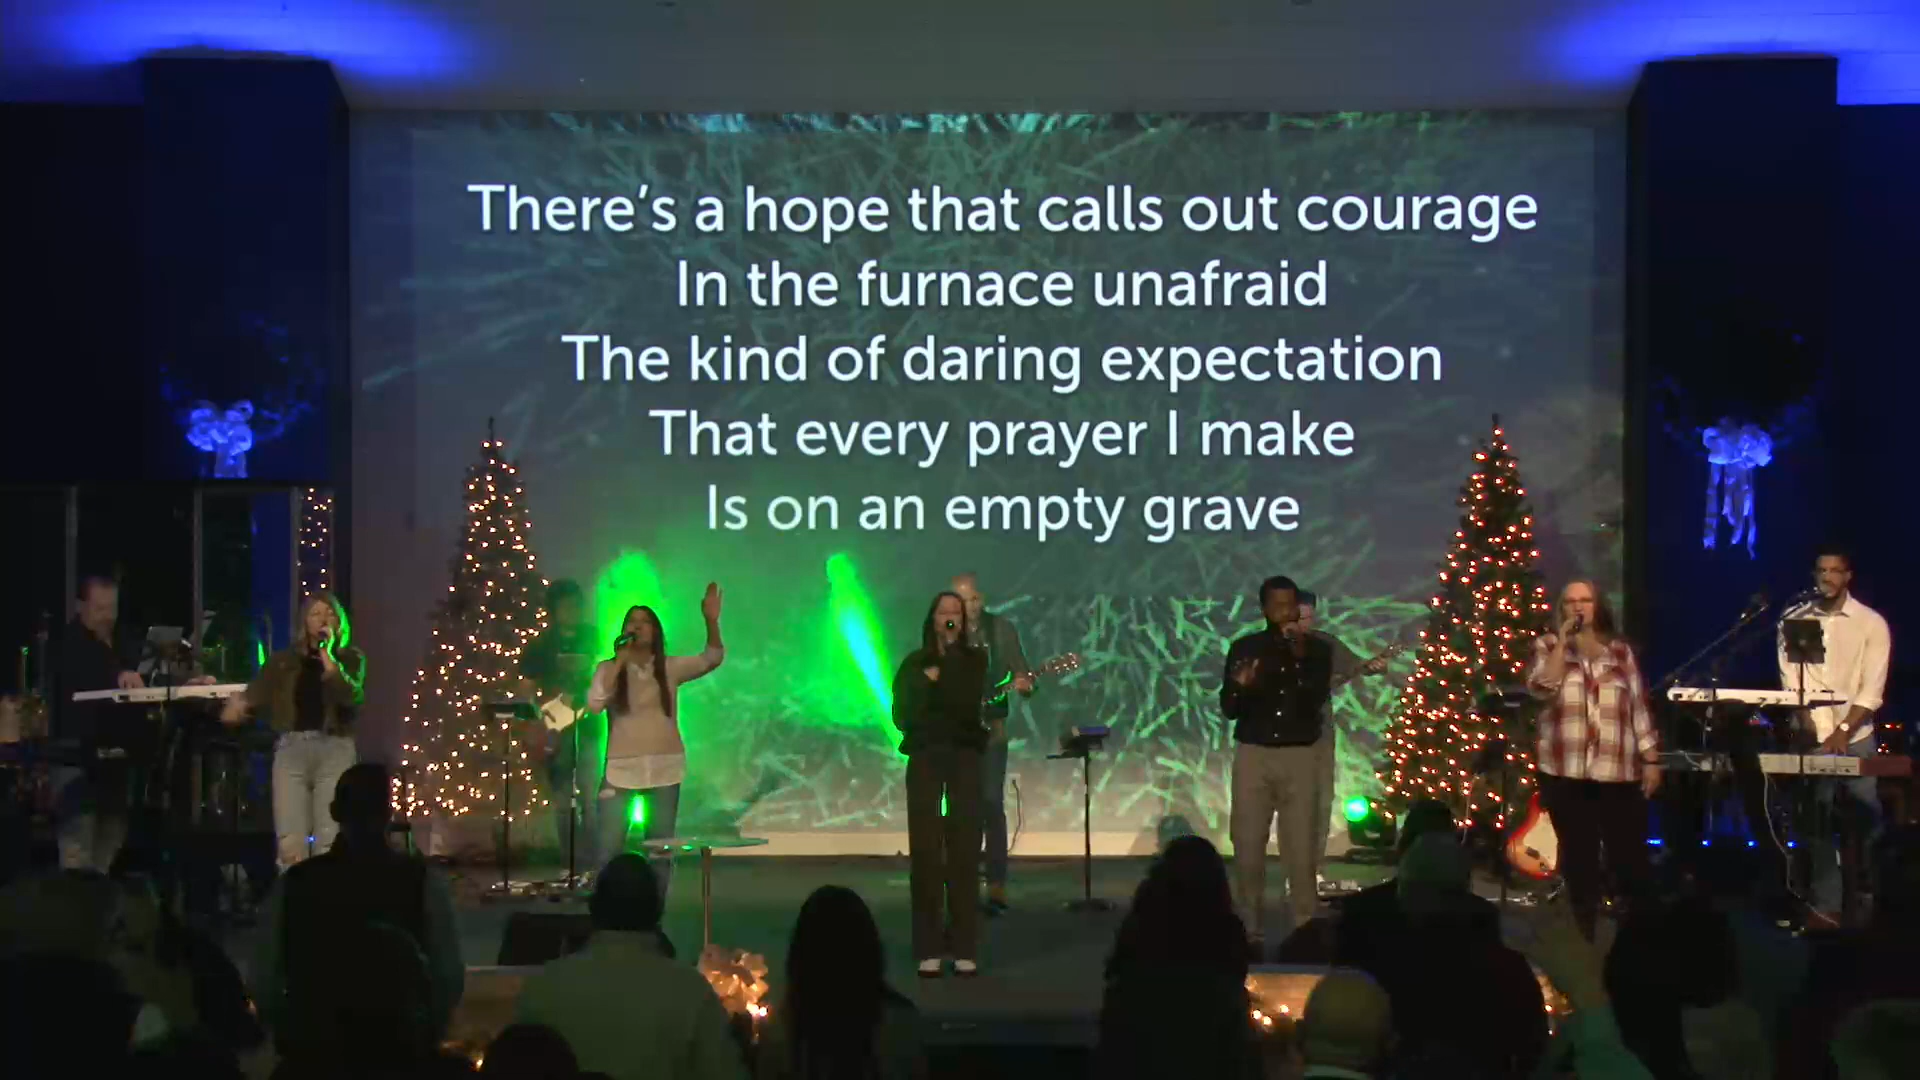 There's a hope that calls out courage
In the furnace unafraid
The kind of daring expectation
That every prayer I make
Is on an empty grave